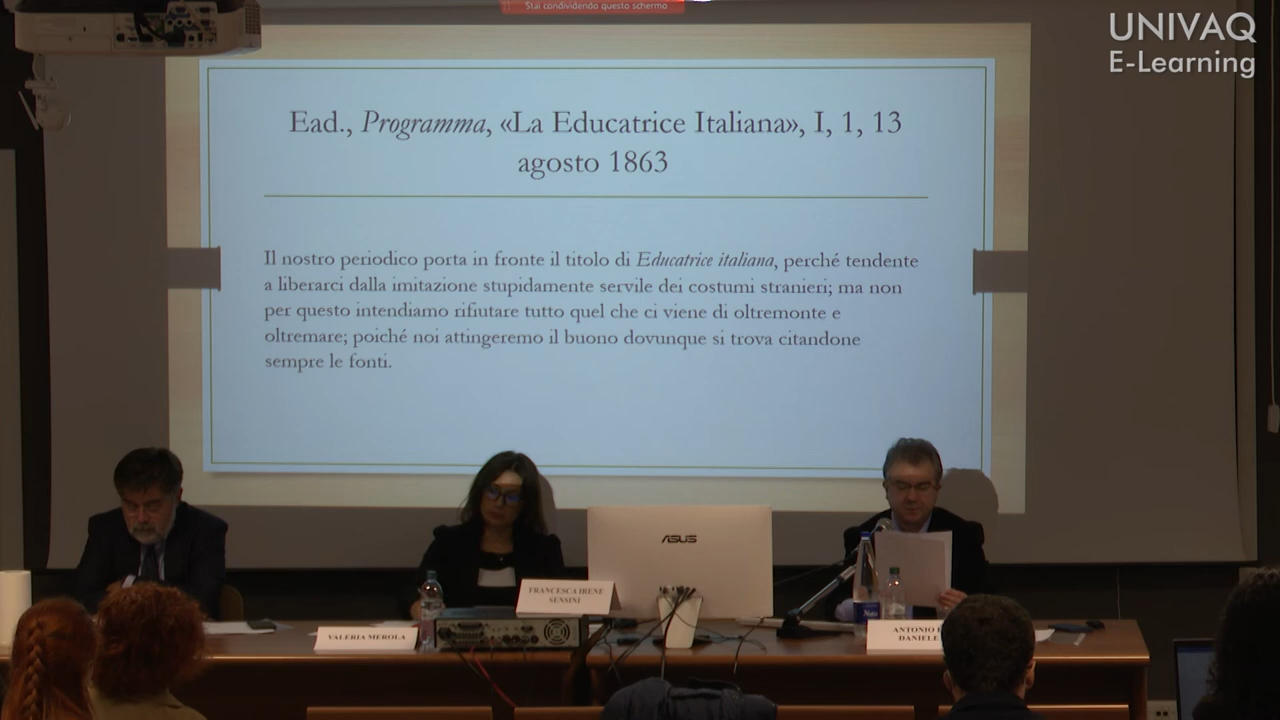 Stai condividendo questo schermo
UNIVAQ
E-Learning
Ead., Programma, «La Educatrice Italiana», I, 1, 13
agosto 1863
Il nostro periodico porta in fronte il titolo di Educatrice italiana, perché tendente
a liberarci dalla imitazione stupidamente servile dei costumi stranieri; ma non
per questo intendiamo rifiutare tutto quel che ci viene di oltremonte e
oltremare; poiché noi attingeremo il buono dovunque si trova citandone
sempre le fonti.
ASUS
FRANCESCA IRENE
SENSINI
VALERIA MEROLA
ANTONIO
DANIELE